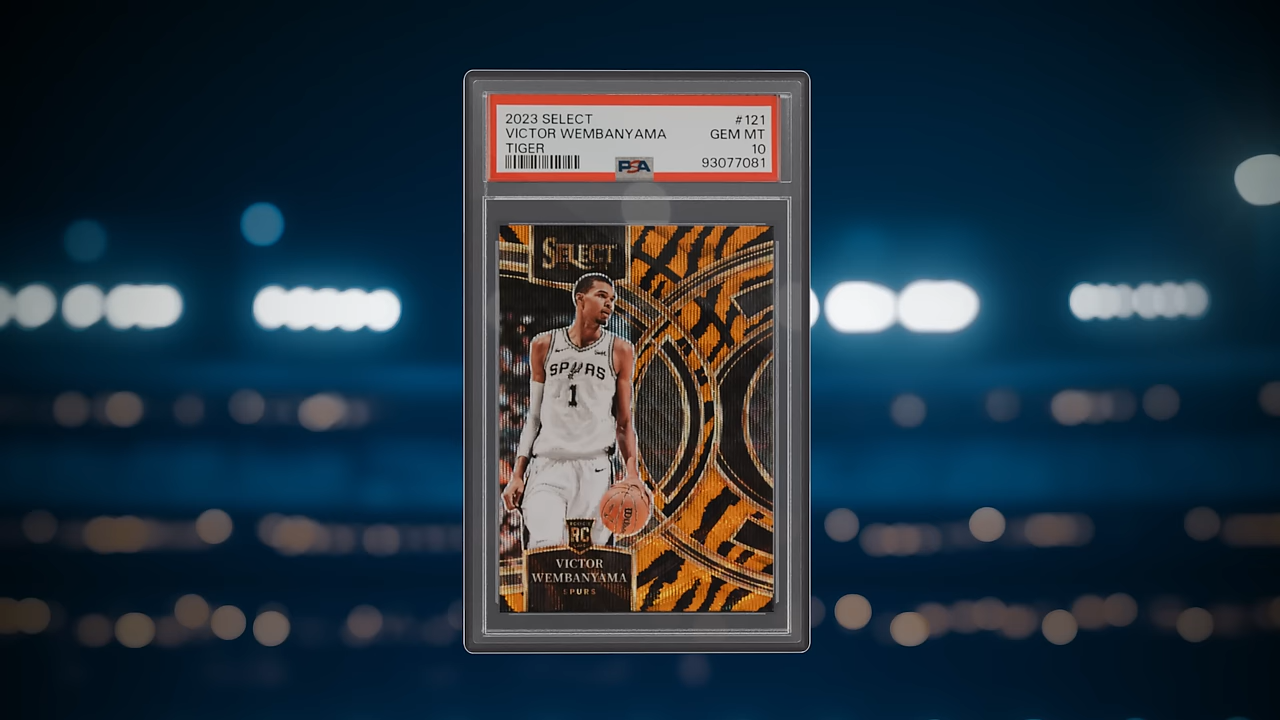 2023 SELECT #121
VICTOR WEMBANYAMA GEM MT
TIGER 10
93077081
PSA
SELECT
SPURS
1
RC
VICTOR
WEMBANYAMA
SPURS